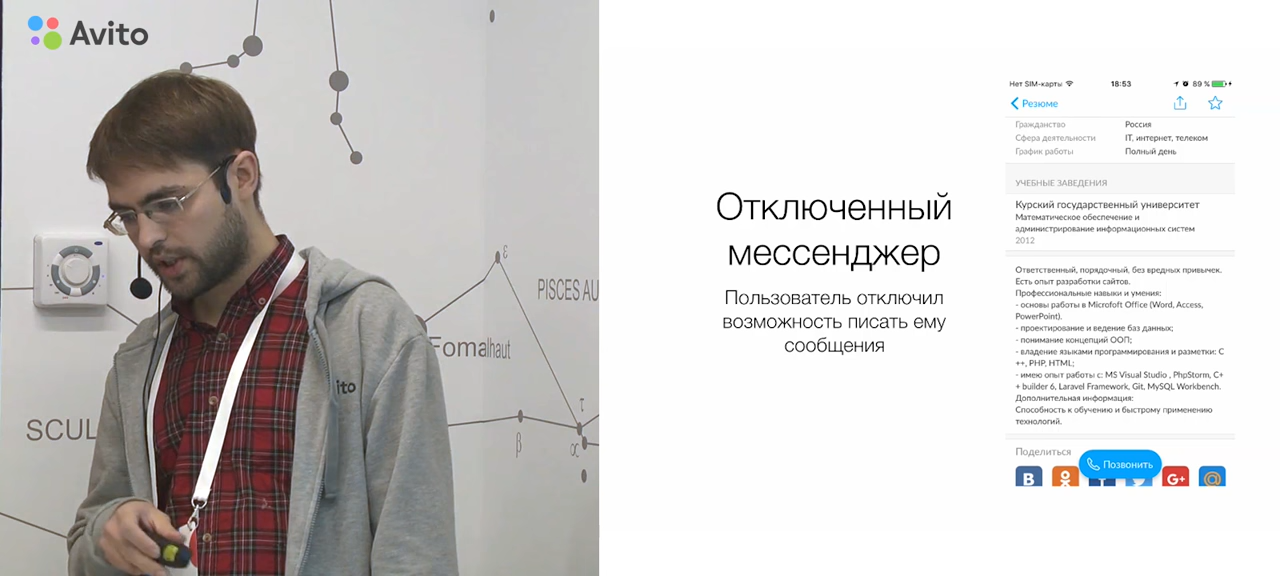 Avito
ε
PISCES AU
Fomalhaut
ito
SCUL
τ
β
α
Отключенный
мессенджер
Пользователь отключил
возможность писать ему
сообщения
Нет SIM-карты 18:53 89 %
Резюме
Гражданство Россия
Сфера деятельности IT, интернет, телеком
График работы Полный день
УЧЕБНЫЕ ЗАВЕДЕНИЯ
Курский государственный университет
Математическое обеспечение и
администрирование информационных систем
2012
Ответственный, порядочный, без вредных привычек.
Есть опыт разработки сайтов.
Профессиональные навыки и умения:
- основы работы в Microfoft Office (Word, Access,
PowerPoint).
- проектирование и ведение баз данных;
- понимание концепций ООП;
- владение языками программирования и разметки: C
++, PHP, HTML;
- имею опыт работы с: MS Visual Studio , PhpStorm, C+
+ builder 6, Laravel Framework, Git, MySQL Workbench.
Дополнительная информация:
Способность к обучению и быстрому применению
технологий.
Поделиться
Позвонить
B G+ @